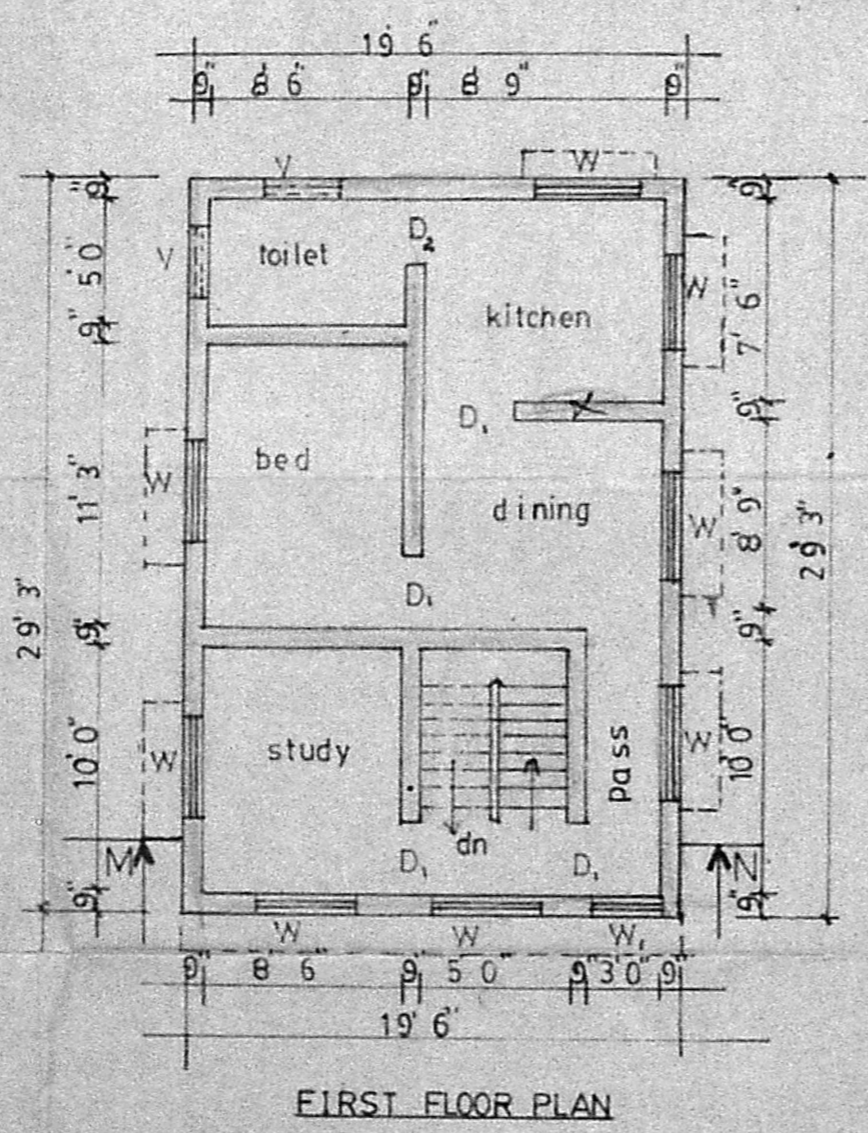 19' 6"
9" 8' 6" 9" 8' 9" 9"
V W
9" 9"
D2
V toilet W
5' 0" kitchen 7' 6"
9"
D1 9"
bed
W 11' 3" dining W 8' 9" 29' 3"
D1
29' 3" 9" 9"
study pass
W W
10' 0" 10' 0"
dn
M D1 D1 N
9" 9"
W W W1
9" 8' 6" 9" 5' 0" 9" 3' 0" 9"
19' 6"
FIRST FLOOR PLAN